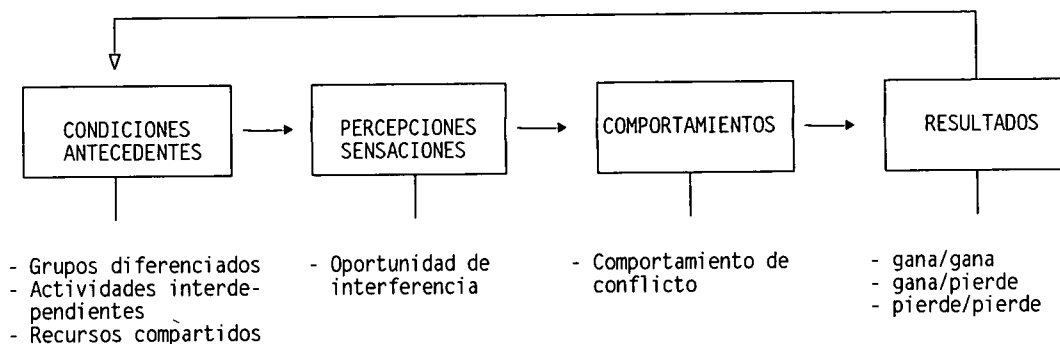 CONDICIONES
ANTECEDENTES
PERCEPCIONES
SENSACIONES
COMPORTAMIENTOS
RESULTADOS
- Grupos diferenciados
- Actividades interde-
pendientes
- Recursos compartidos
- Oportunidad de
interferencia
- Comportamiento de
conflicto
- gana/gana
- gana/pierde
- pierde/pierde